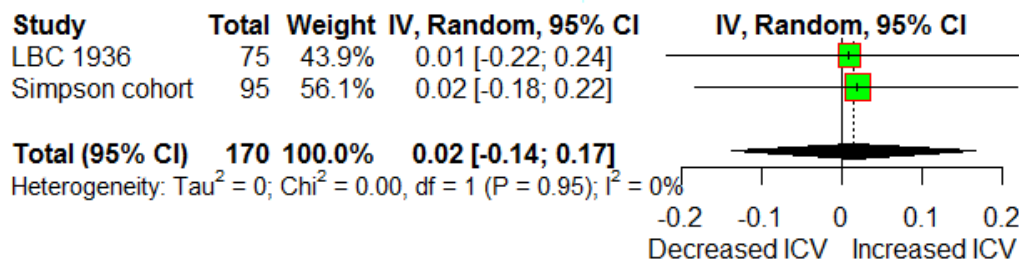 Study Total Weight IV, Random, 95% CI IV, Random, 95% CI
LBC 1936 75 43.9% 0.01 [-0.22; 0.24]
Simpson cohort 95 56.1% 0.02 [-0.18; 0.22]
Total (95% CI) 170 100.0% 0.02 [-0.14; 0.17]
Heterogeneity: Tau² = 0; Chi² = 0.00, df = 1 (P = 0.95); I² = 0%
-0.2 -0.1 0 0.1 0.2
Decreased ICV Increased ICV